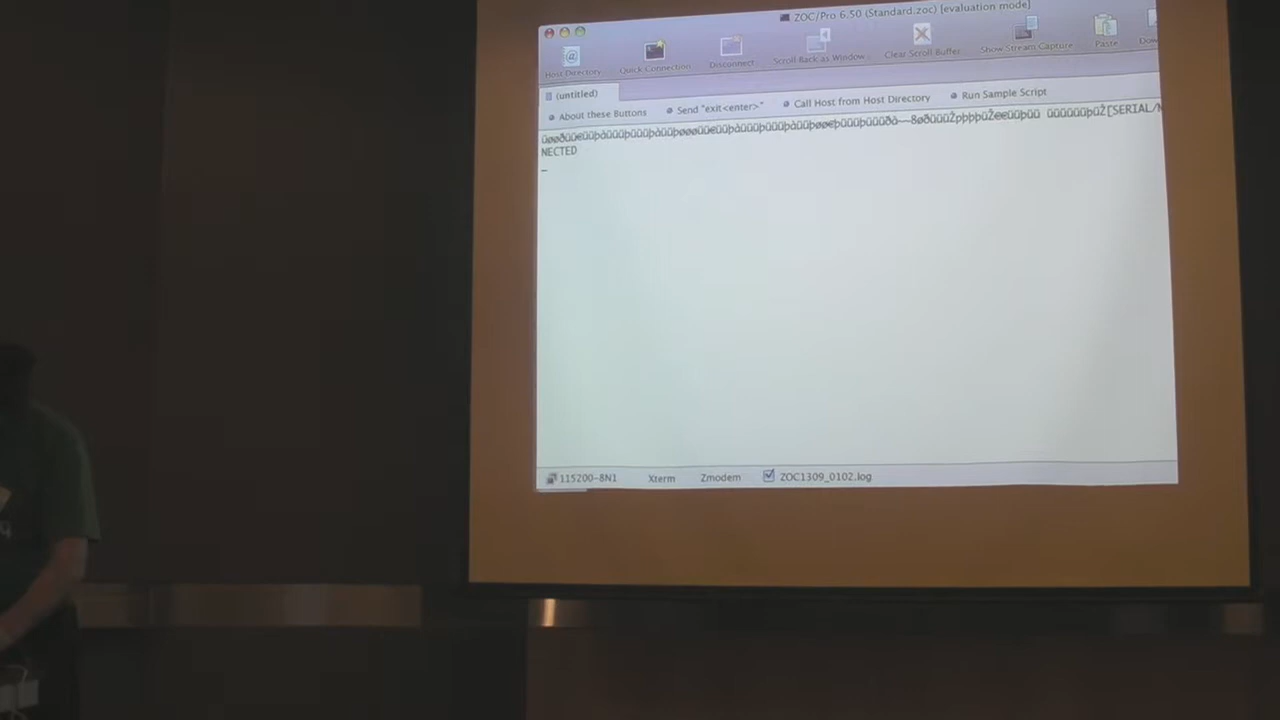 ZOC/Pro 6.50 (Standard.zoc) [evaluation mode]
Host Directory Quick Connection Disconnect Scroll Back as Window Clear Scroll Buffer Show Stream Capture Paste
(untitled)
About these Buttons Send "exit<enter>" Call Host from Host Directory Run Sample Script
[SERIAL/
NECTED
_
115200-8N1 Xterm Zmodem ZOC1309_0102.log